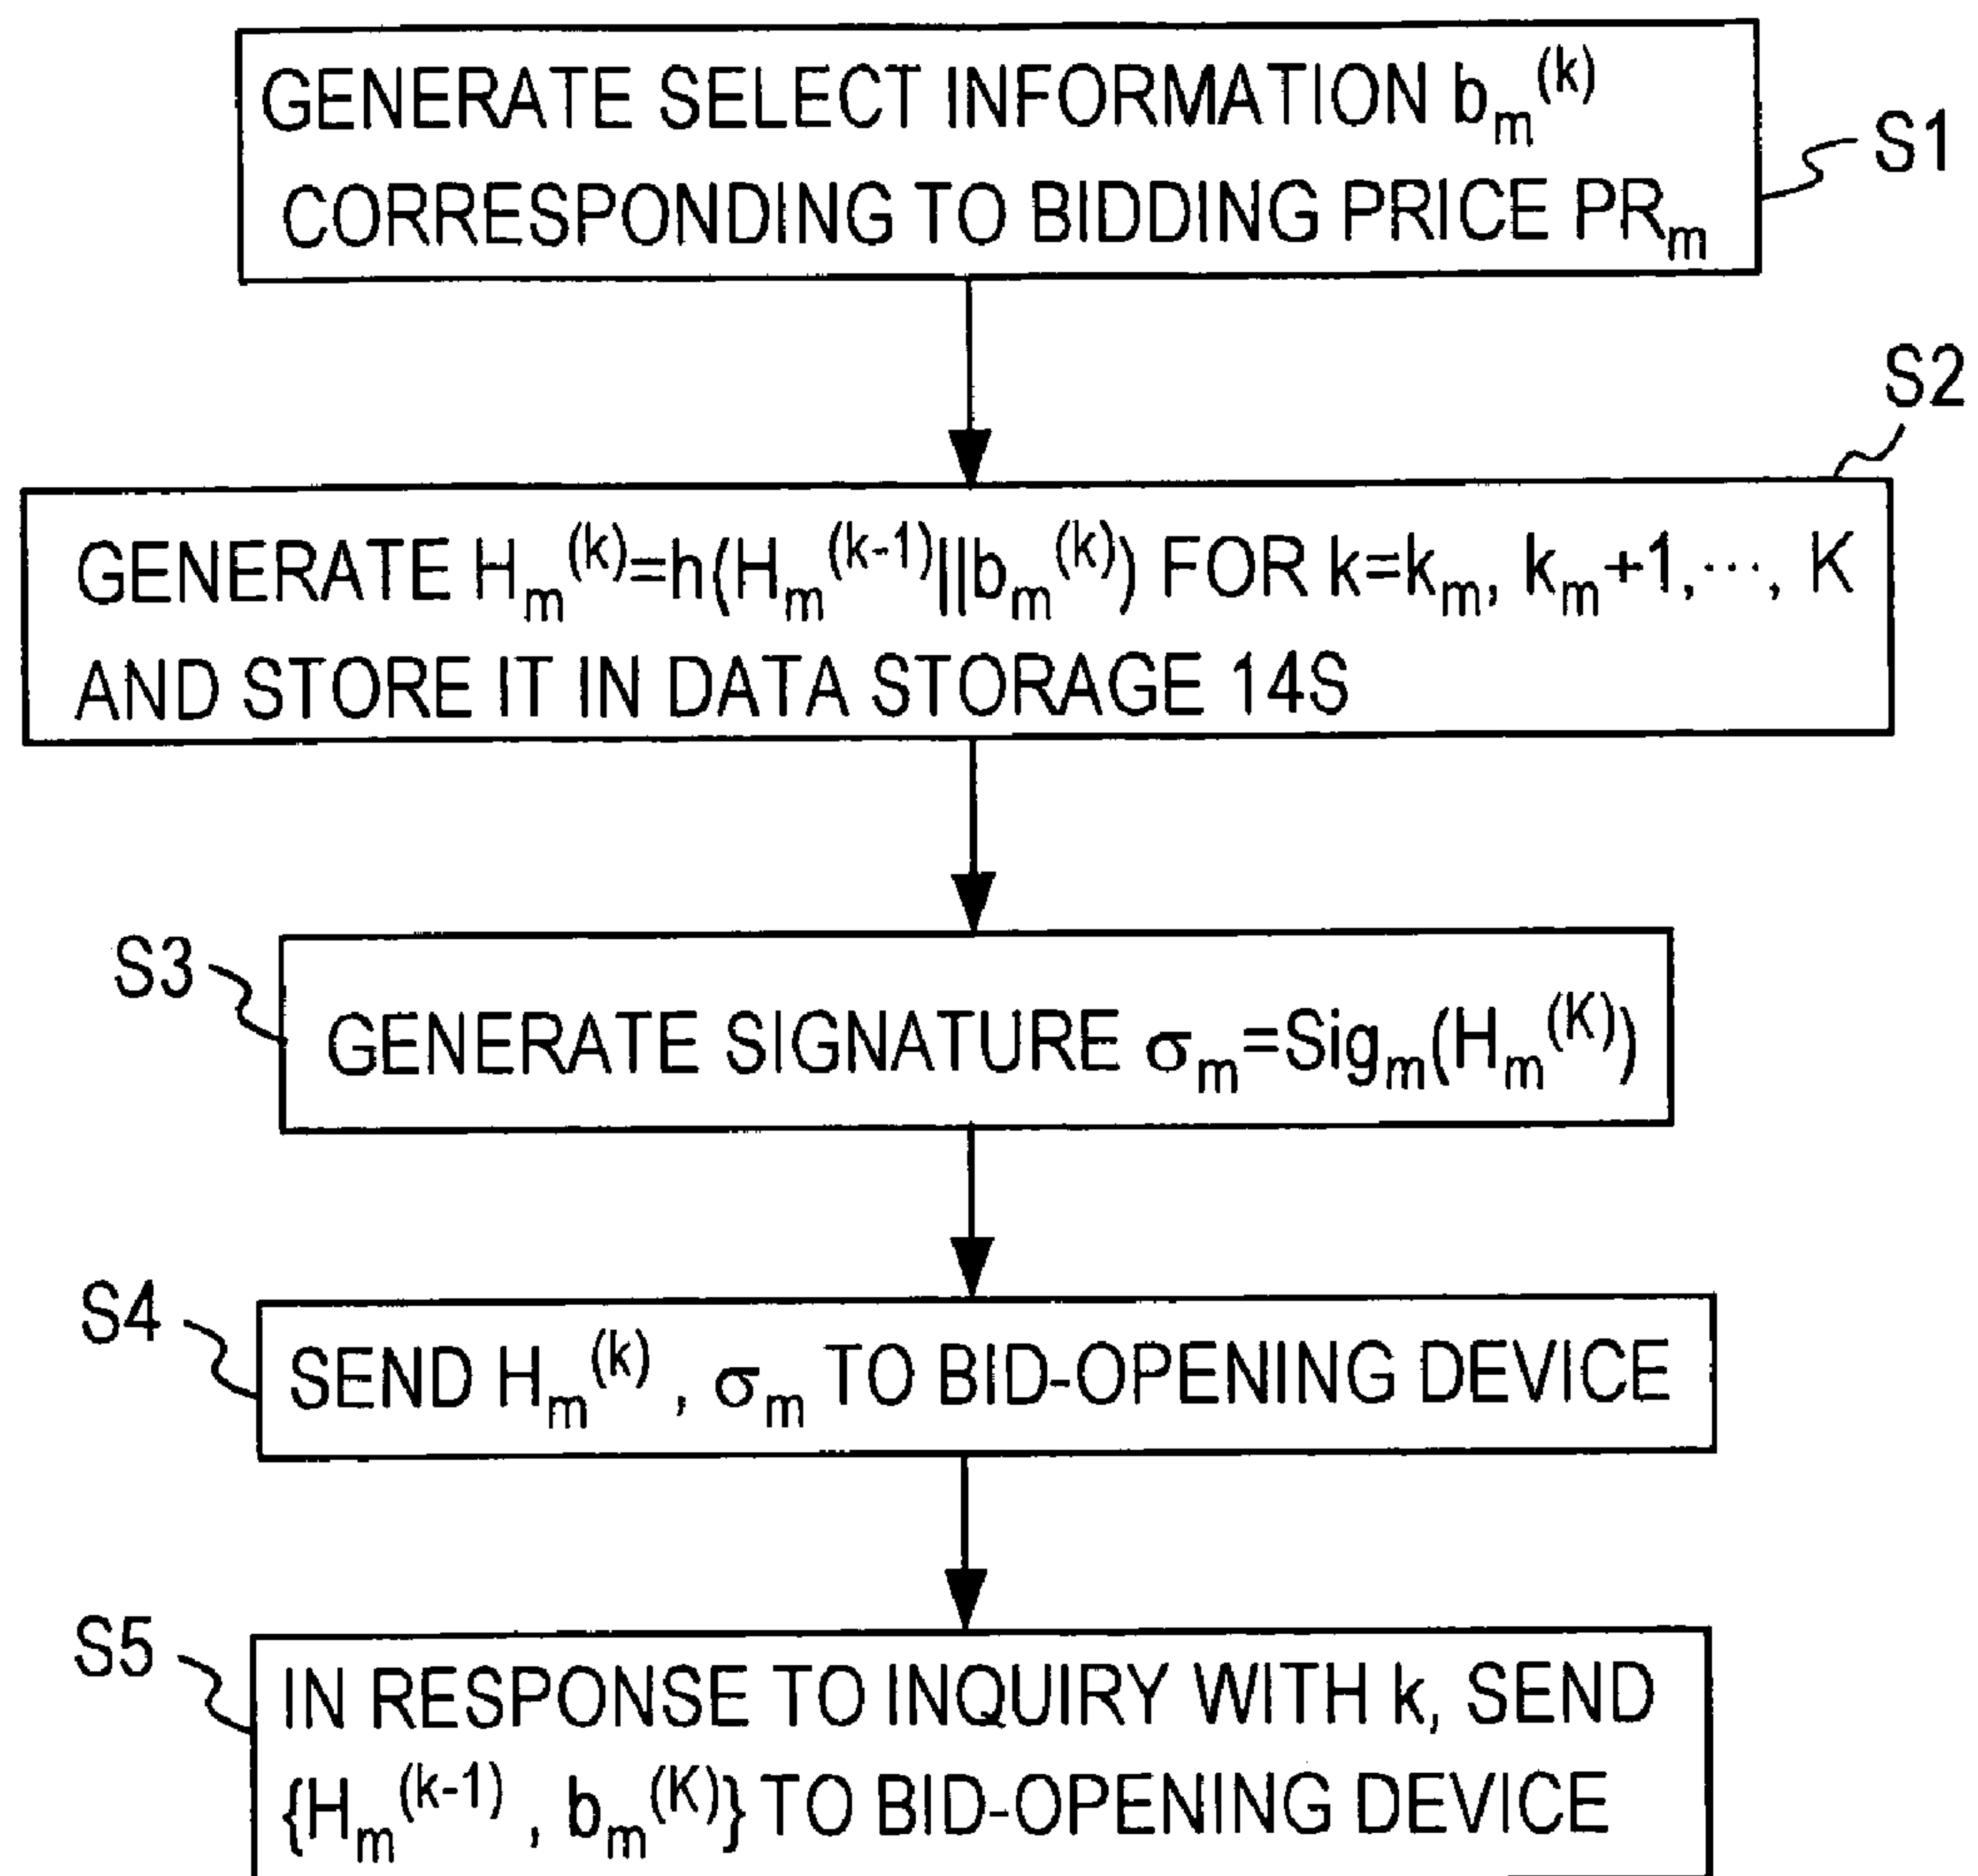 GENERATE SELECT INFORMATION bₘ⁽ᵏ⁾
CORRESPONDING TO BIDDING PRICE PRₘ
S1
S2
GENERATE Hₘ⁽ᵏ⁾=h(Hₘ⁽ᵏ⁻¹⁾||bₘ⁽ᵏ⁾) FOR k=kₘ, kₘ+1,⋯, K
AND STORE IT IN DATA STORAGE 14S
S3
GENERATE SIGNATURE σₘ=Sigₘ(Hₘ⁽ᴷ⁾)
S4
SEND Hₘ⁽ᵏ⁾, σₘ TO BID-OPENING DEVICE
S5
IN RESPONSE TO INQUIRY WITH k, SEND
{Hₘ⁽ᵏ⁻¹⁾, bₘ⁽ᴷ⁾} TO BID-OPENING DEVICE